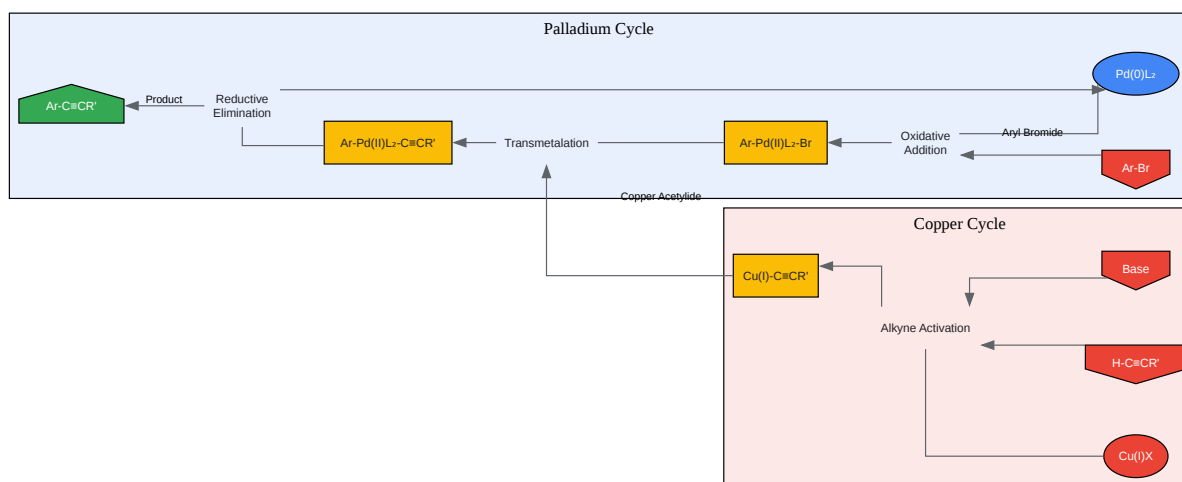 Palladium Cycle
Pd(0)L₂
Ar-C≡CR'
Product
Reductive
Elimination
Ar-Pd(II)L₂-C≡CR'
Transmetalation
Ar-Pd(II)L₂-Br
Oxidative
Addition
Aryl Bromide
Ar-Br
Copper Acetylide
Copper Cycle
Cu(I)-C≡CR'
Base
Alkyne Activation
H-C≡CR'
Cu(I)X